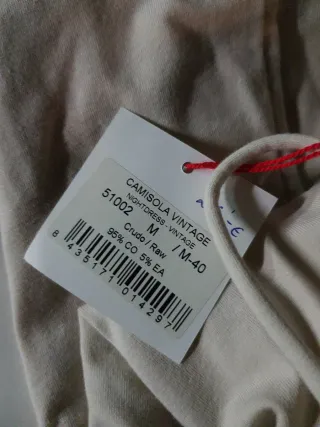 CAMISOLA VINTAGE
NIGHTDRESS - VINTAGE
51002 M / M-40
Crudo / Raw
95% CO 5% EA
8 435171 014297